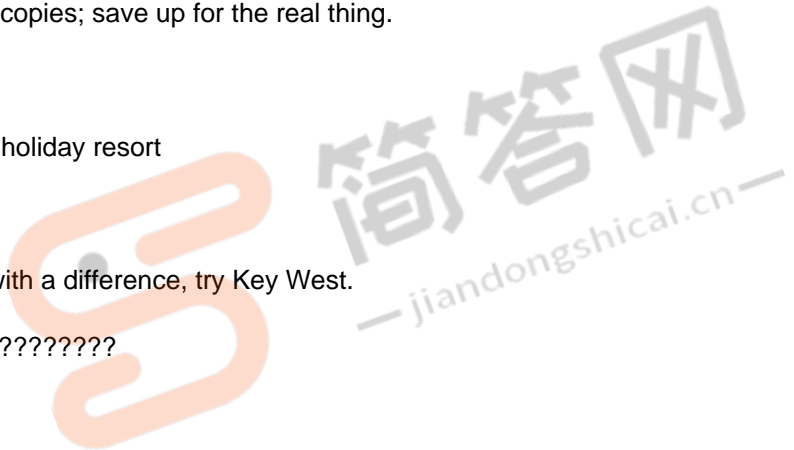 copies; save up for the real thing.
holiday resort
with a difference, try Key West.
????????
简答网
jiandongshicai.cn